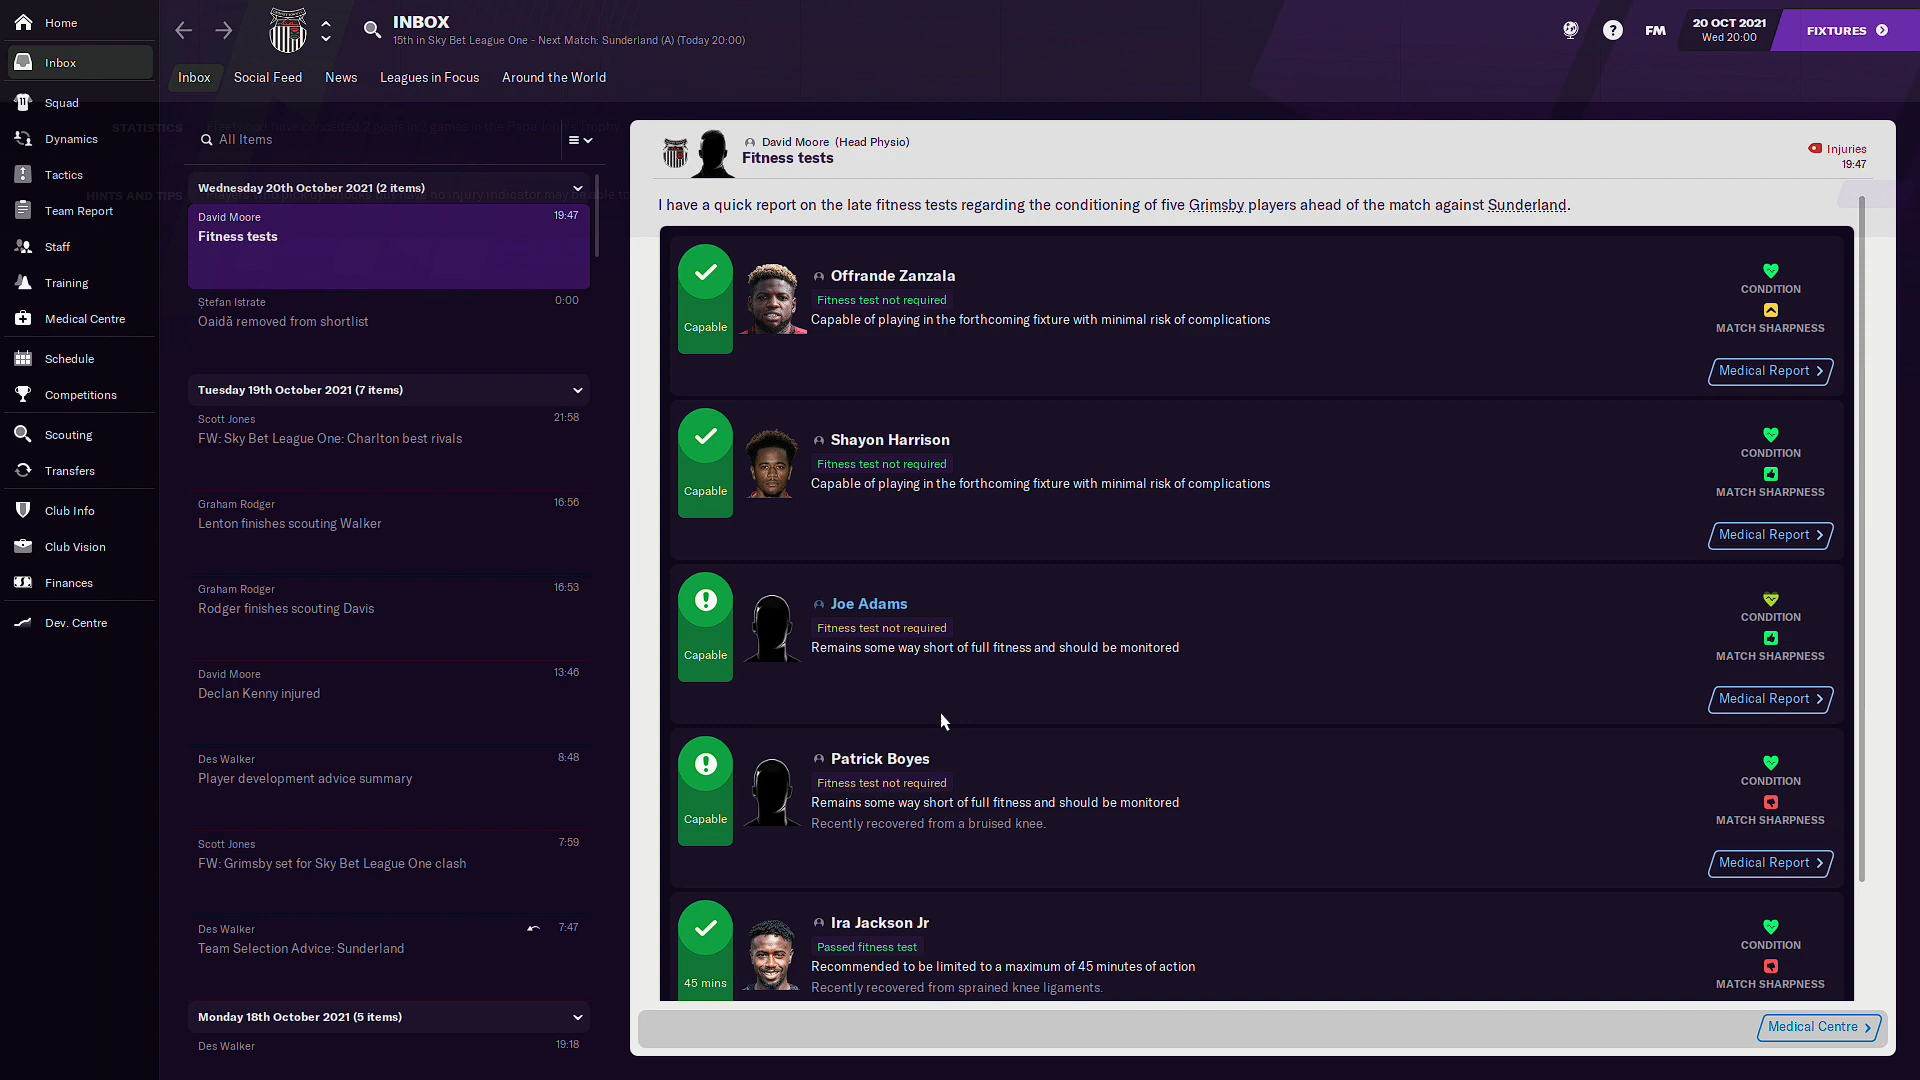 Home
Inbox
Squad
Dynamics
Tactics
Team Report
Staff
Training
Medical Centre
Schedule
Competitions
Scouting
Transfers
Club Info
Club Vision
Finances
Dev. Centre
INBOX
15th in Sky Bet League One - Next Match: Sunderland (A) (Today 20:00)
FM
20 OCT 2021
Wed 20:00
FIXTURES
Inbox
Social Feed
News
Leagues in Focus
Around the World
STATISTICS
HINTS AND TIPS
All Items
Wednesday 20th October 2021 (2 items)
David Moore 19:47
Fitness tests
Stefan Istrate 0:00
Oaidă removed from shortlist
Tuesday 19th October 2021 (7 items)
Scott Jones 21:58
FW: Sky Bet League One: Charlton best rivals
Graham Rodger 16:56
Lenton finishes scouting Walker
Graham Rodger 16:53
Rodger finishes scouting Davis
David Moore 13:46
Declan Kenny injured
Des Walker 8:48
Player development advice summary
Scott Jones 7:59
FW: Grimsby set for Sky Bet League One clash
Des Walker 7:47
Team Selection Advice: Sunderland
Monday 18th October 2021 (5 items)
Des Walker 19:18
David Moore (Head Physio)
Fitness tests
Injuries
19:47
I have a quick report on the late fitness tests regarding the conditioning of five Grimsby players ahead of the match against Sunderland.
Capable
Offrande Zanzala
Fitness test not required
Capable of playing in the forthcoming fixture with minimal risk of complications
CONDITION
MATCH SHARPNESS
Medical Report
Capable
Shayon Harrison
Fitness test not required
Capable of playing in the forthcoming fixture with minimal risk of complications
CONDITION
MATCH SHARPNESS
Medical Report
Capable
Joe Adams
Fitness test not required
Remains some way short of full fitness and should be monitored
CONDITION
MATCH SHARPNESS
Medical Report
Capable
Patrick Boyes
Fitness test not required
Remains some way short of full fitness and should be monitored
Recently recovered from a bruised knee.
CONDITION
MATCH SHARPNESS
Medical Report
45 mins
Ira Jackson Jr
Passed fitness test
Recommended to be limited to a maximum of 45 minutes of action
Recently recovered from sprained knee ligaments.
CONDITION
MATCH SHARPNESS
Medical Centre